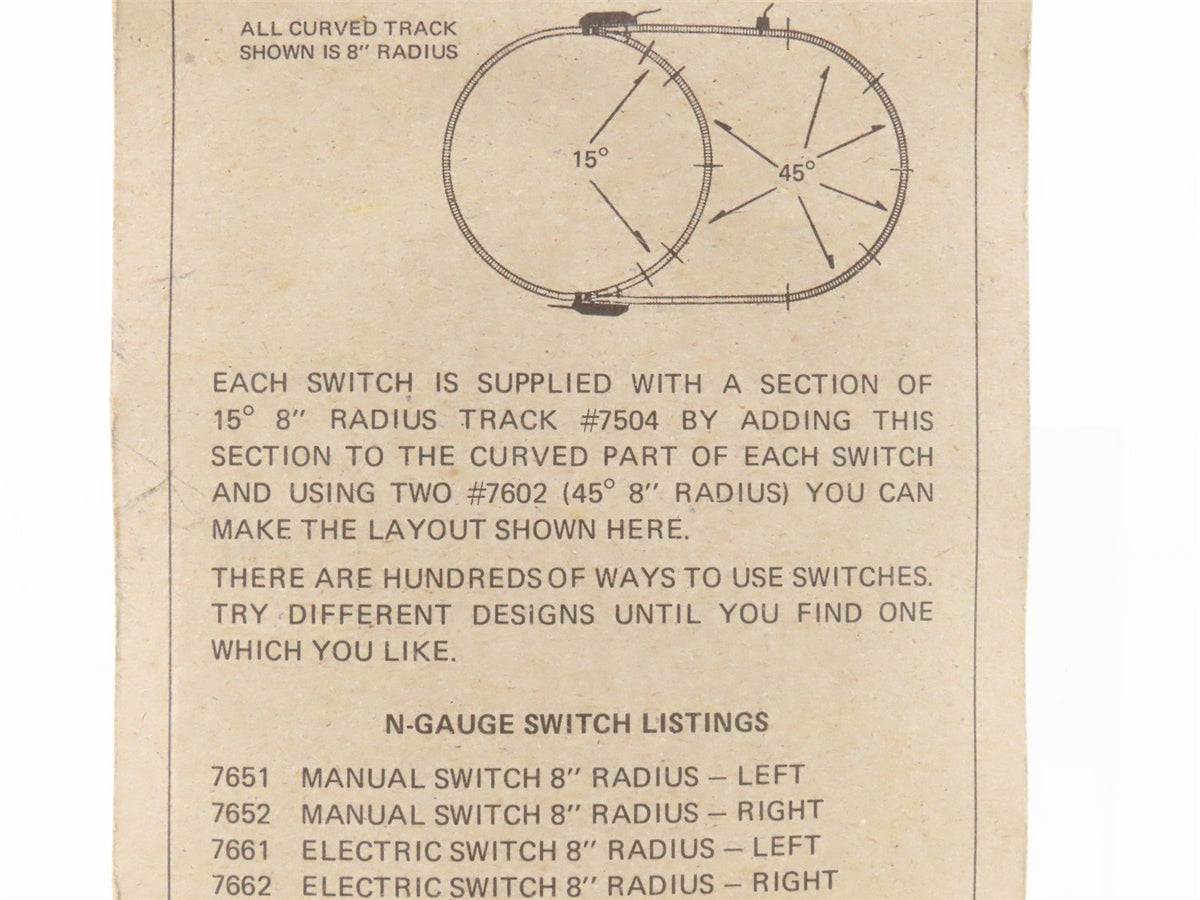 ALL CURVED TRACK
SHOWN IS 8" RADIUS
15°
45°
EACH SWITCH IS SUPPLIED WITH A SECTION OF
15° 8" RADIUS TRACK #7504 BY ADDING THIS
SECTION TO THE CURVED PART OF EACH SWITCH
AND USING TWO #7602 (45° 8" RADIUS) YOU CAN
MAKE THE LAYOUT SHOWN HERE.
THERE ARE HUNDREDS OF WAYS TO USE SWITCHES.
TRY DIFFERENT DESIGNS UNTIL YOU FIND ONE
WHICH YOU LIKE.
N-GAUGE SWITCH LISTINGS
7651 MANUAL SWITCH 8" RADIUS – LEFT
7652 MANUAL SWITCH 8" RADIUS – RIGHT
7661 ELECTRIC SWITCH 8" RADIUS – LEFT
7662 ELECTRIC SWITCH 8" RADIUS – RIGHT